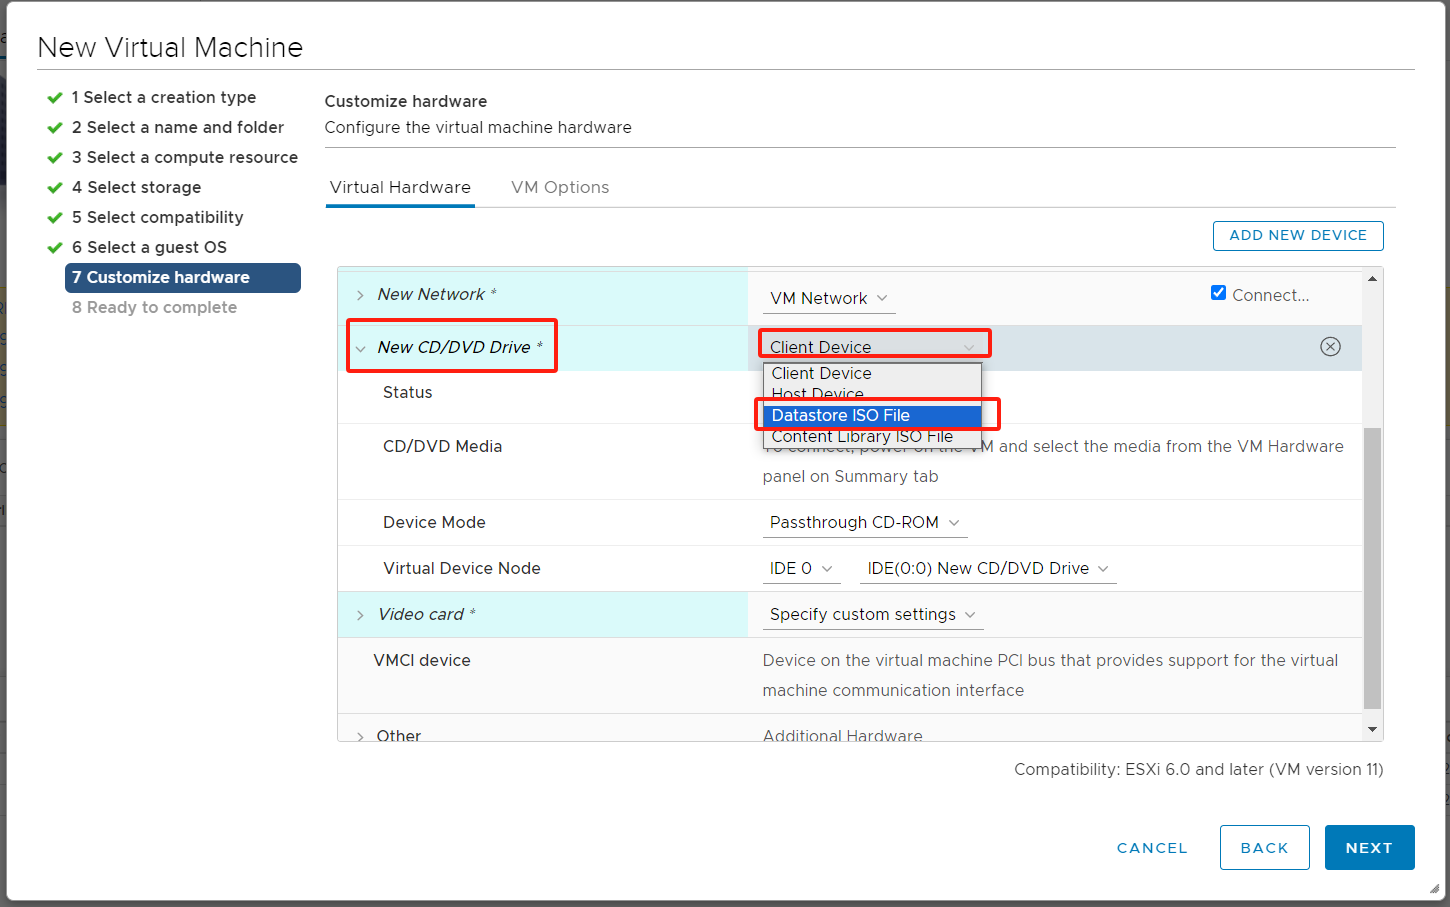 New Virtual Machine
1 Select a creation type
2 Select a name and folder
3 Select a compute resource
4 Select storage
5 Select compatibility
6 Select a guest OS
7 Customize hardware
8 Ready to complete
Customize hardware
Configure the virtual machine hardware
Virtual Hardware VM Options
ADD NEW DEVICE
New Network * VM Network Connect...
New CD/DVD Drive * Client Device
Client Device
Host Device
Datastore ISO File
Content Library ISO File
Status
CD/DVD Media To connect, power on the VM and select the media from the VM Hardware
panel on Summary tab
Device Mode Passthrough CD-ROM
Virtual Device Node IDE 0 IDE(0:0) New CD/DVD Drive
Video card * Specify custom settings
VMCI device Device on the virtual machine PCI bus that provides support for the virtual
machine communication interface
Other Additional Hardware
Compatibility: ESXi 6.0 and later (VM version 11)
CANCEL BACK NEXT